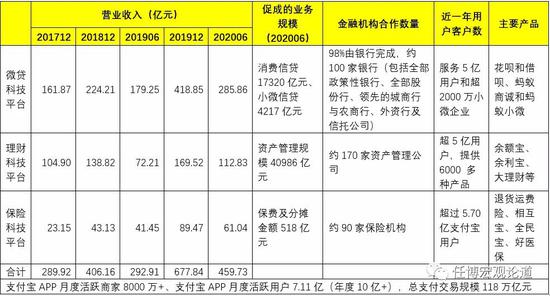 营业收入（亿元）
促成的业务规模（202006）
金融机构合作数量
近一年用户客户数
主要产品
201712
201812
201906
201912
202006
微贷科技平台
161.87
224.21
179.25
418.85
285.86
消费信贷
17320 亿元、
小微信贷
4217 亿元
98%由银行完成，约
100 家银行（包括全部
政策性银行、全部股
份行、领先的城商行
与农商行、外资行及
信托公司）
服务 5 亿
用户和超
2000 万小
微企业
花呗和借
呗、蚂蚁
商诚和蚂
蚁小微
理财科技平台
104.90
138.82
72.21
169.52
112.83
资产管理规
模 40986 亿
元
约 170 家资产管理公
司
超 5 亿用
户，提供
6000 多
种产品
余额宝、
余利宝、
大理财等
保险科技平台
23.15
43.13
41.45
89.47
61.04
保费及分摊
金额 518 亿
元
约 90 家保险机构
超过 5.70
亿支付宝
用户
退货运费
险、相互
宝、全民
宝、好医
保
合计
289.92
406.16
292.91
677.84
459.73
支付宝 APP 月度活跃商家 8000 万+、支付宝 APP 月度活跃用户 7.11 亿（年度 10 亿+），总支付交易规模 118 万亿元
任博宏观论道